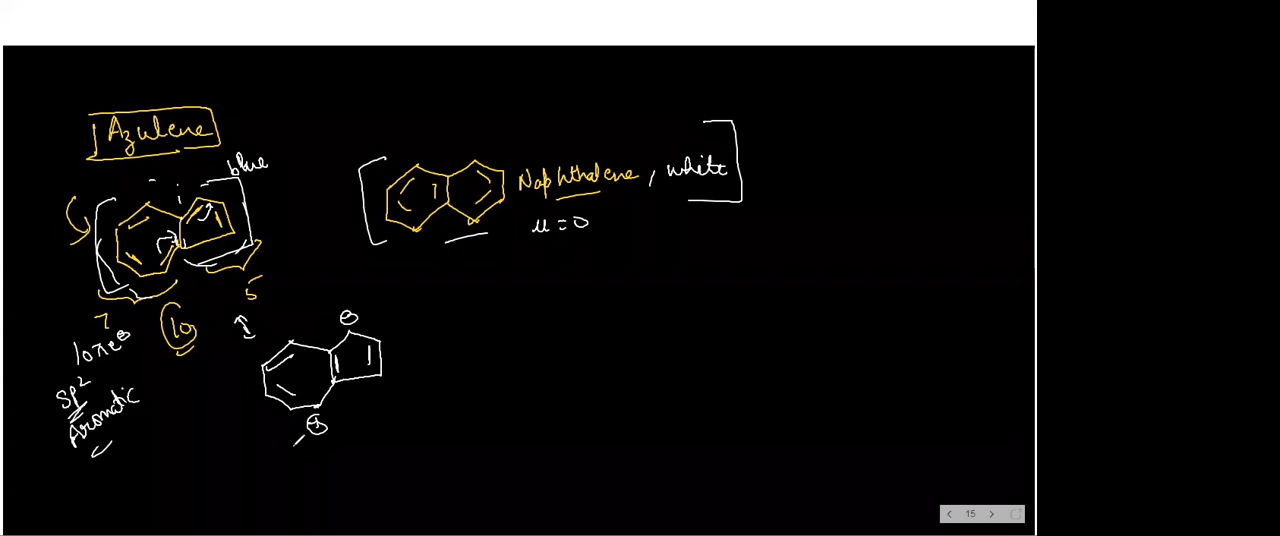 Azulene
blue
Naphthalene, white
μ = 0
5
7
10
10πe⊖
⊖
sp²
Aromatic
⊕
15